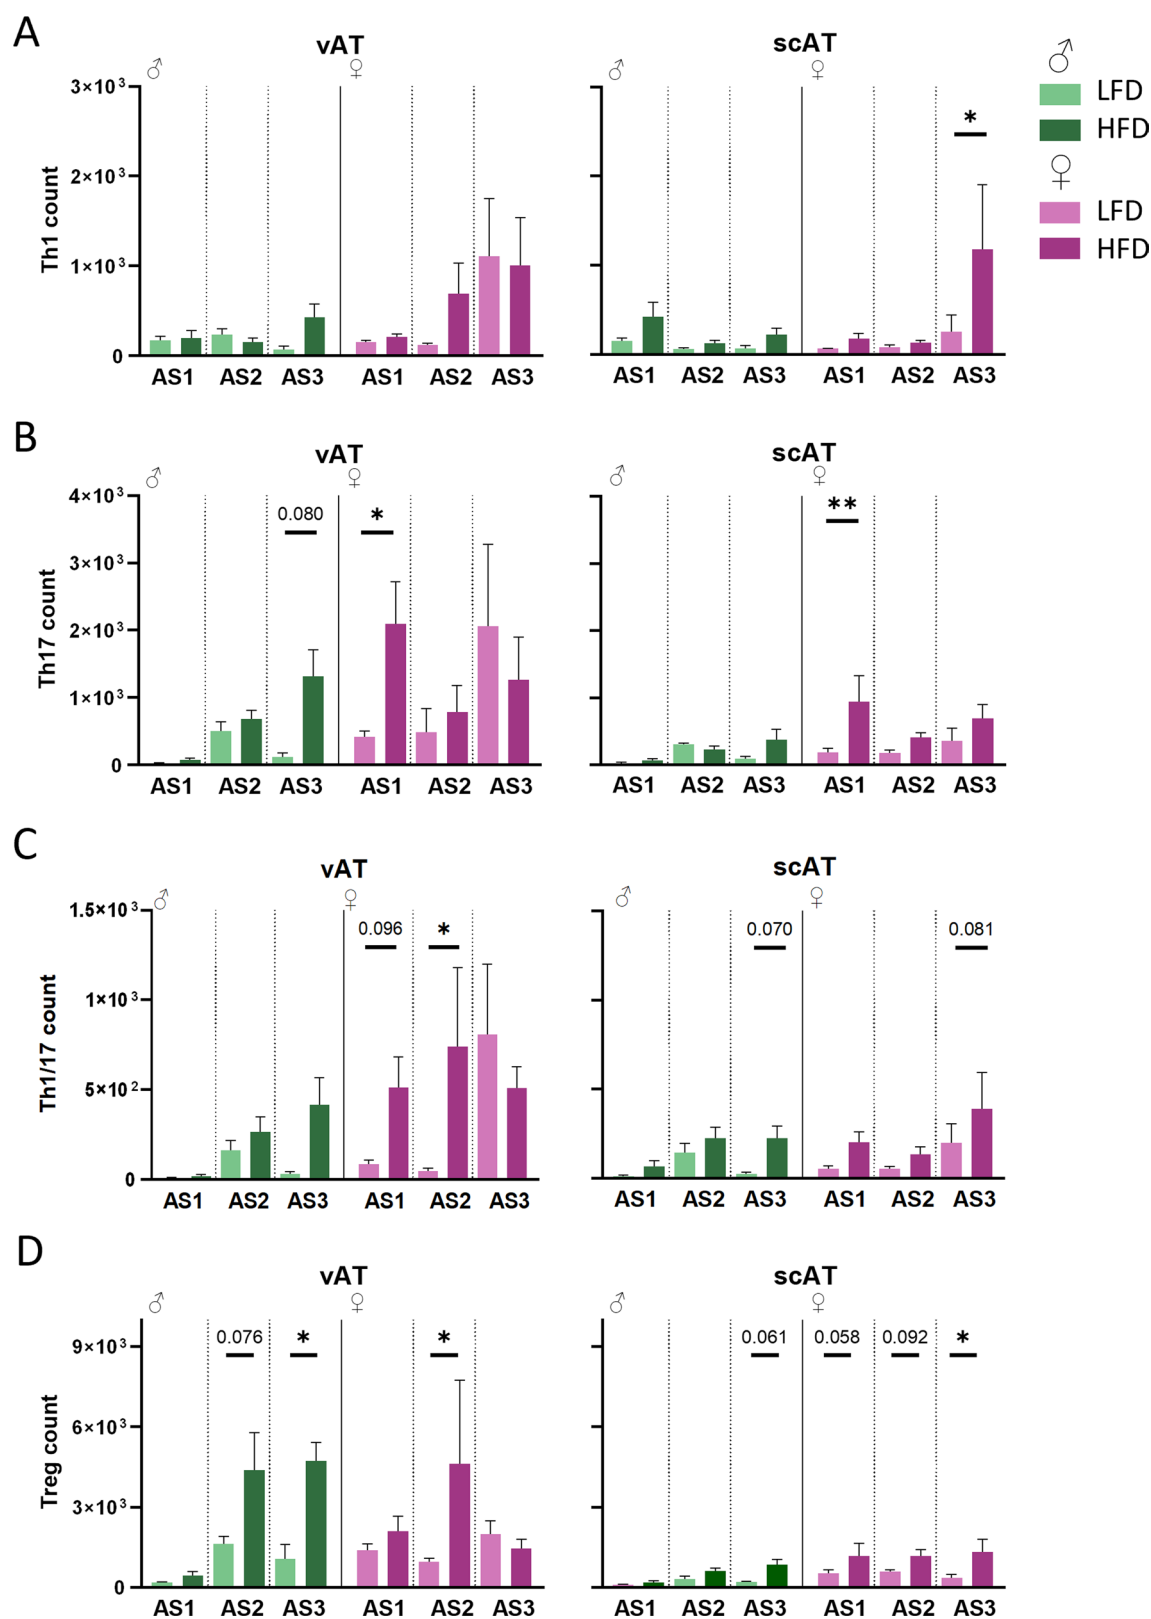 A
vAT
scAT
♂ ♀ ♂ ♀
♂
LFD
HFD
♀
LFD
HFD
Th1 count
3×10³
2×10³
1×10³
0
*
AS1 AS2 AS3 AS1 AS2 AS3
AS1 AS2 AS3 AS1 AS2 AS3
B
vAT
scAT
♂ ♀ ♂ ♀
Th17 count
4×10³
3×10³
2×10³
1×10³
0
0.080 * **
AS1 AS2 AS3 AS1 AS2 AS3
AS1 AS2 AS3 AS1 AS2 AS3
C
vAT
scAT
♂ ♀ ♂ ♀
Th1/17 count
1.5×10³
1×10³
5×10²
0
0.096 * 0.070 0.081
AS1 AS2 AS3 AS1 AS2 AS3
AS1 AS2 AS3 AS1 AS2 AS3
D
vAT
scAT
♂ ♀ ♂ ♀
Treg count
9×10³
6×10³
3×10³
0
0.076 * * 0.061 0.058 0.092 *
AS1 AS2 AS3 AS1 AS2 AS3
AS1 AS2 AS3 AS1 AS2 AS3